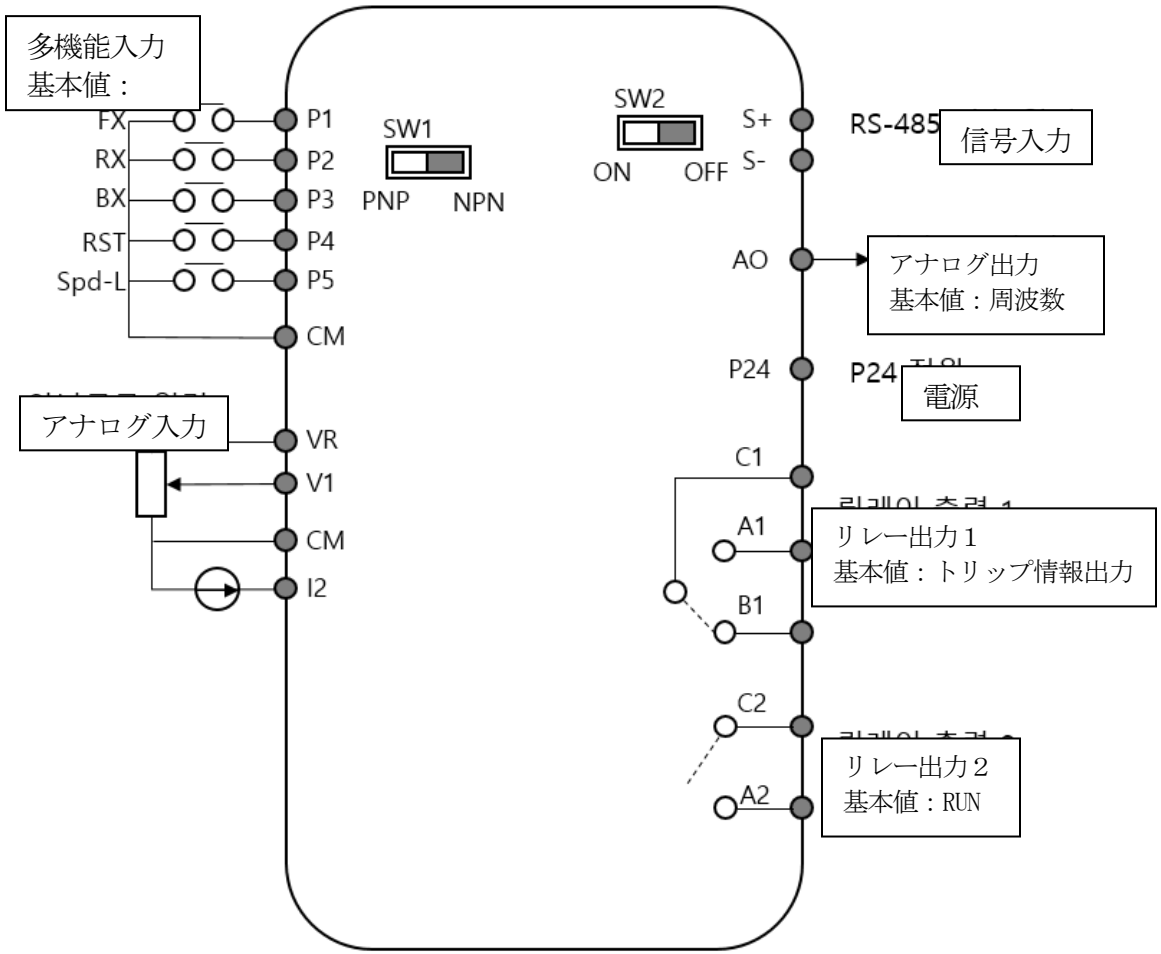 多機能入力
基本値：
FX
RX
BX
RST
Spd-L
P1
P2
P3
P4
P5
CM
SW1
PNP NPN
SW2
ON OFF
S+
S-
RS-485
信号入力
AO
アナログ出力
基本値：周波数
P24
P24
電源
アナログ入力
VR
V1
CM
I2
C1
A1
B1
リレー出力１
基本値：トリップ情報出力
C2
A2
リレー出力２
基本値：RUN